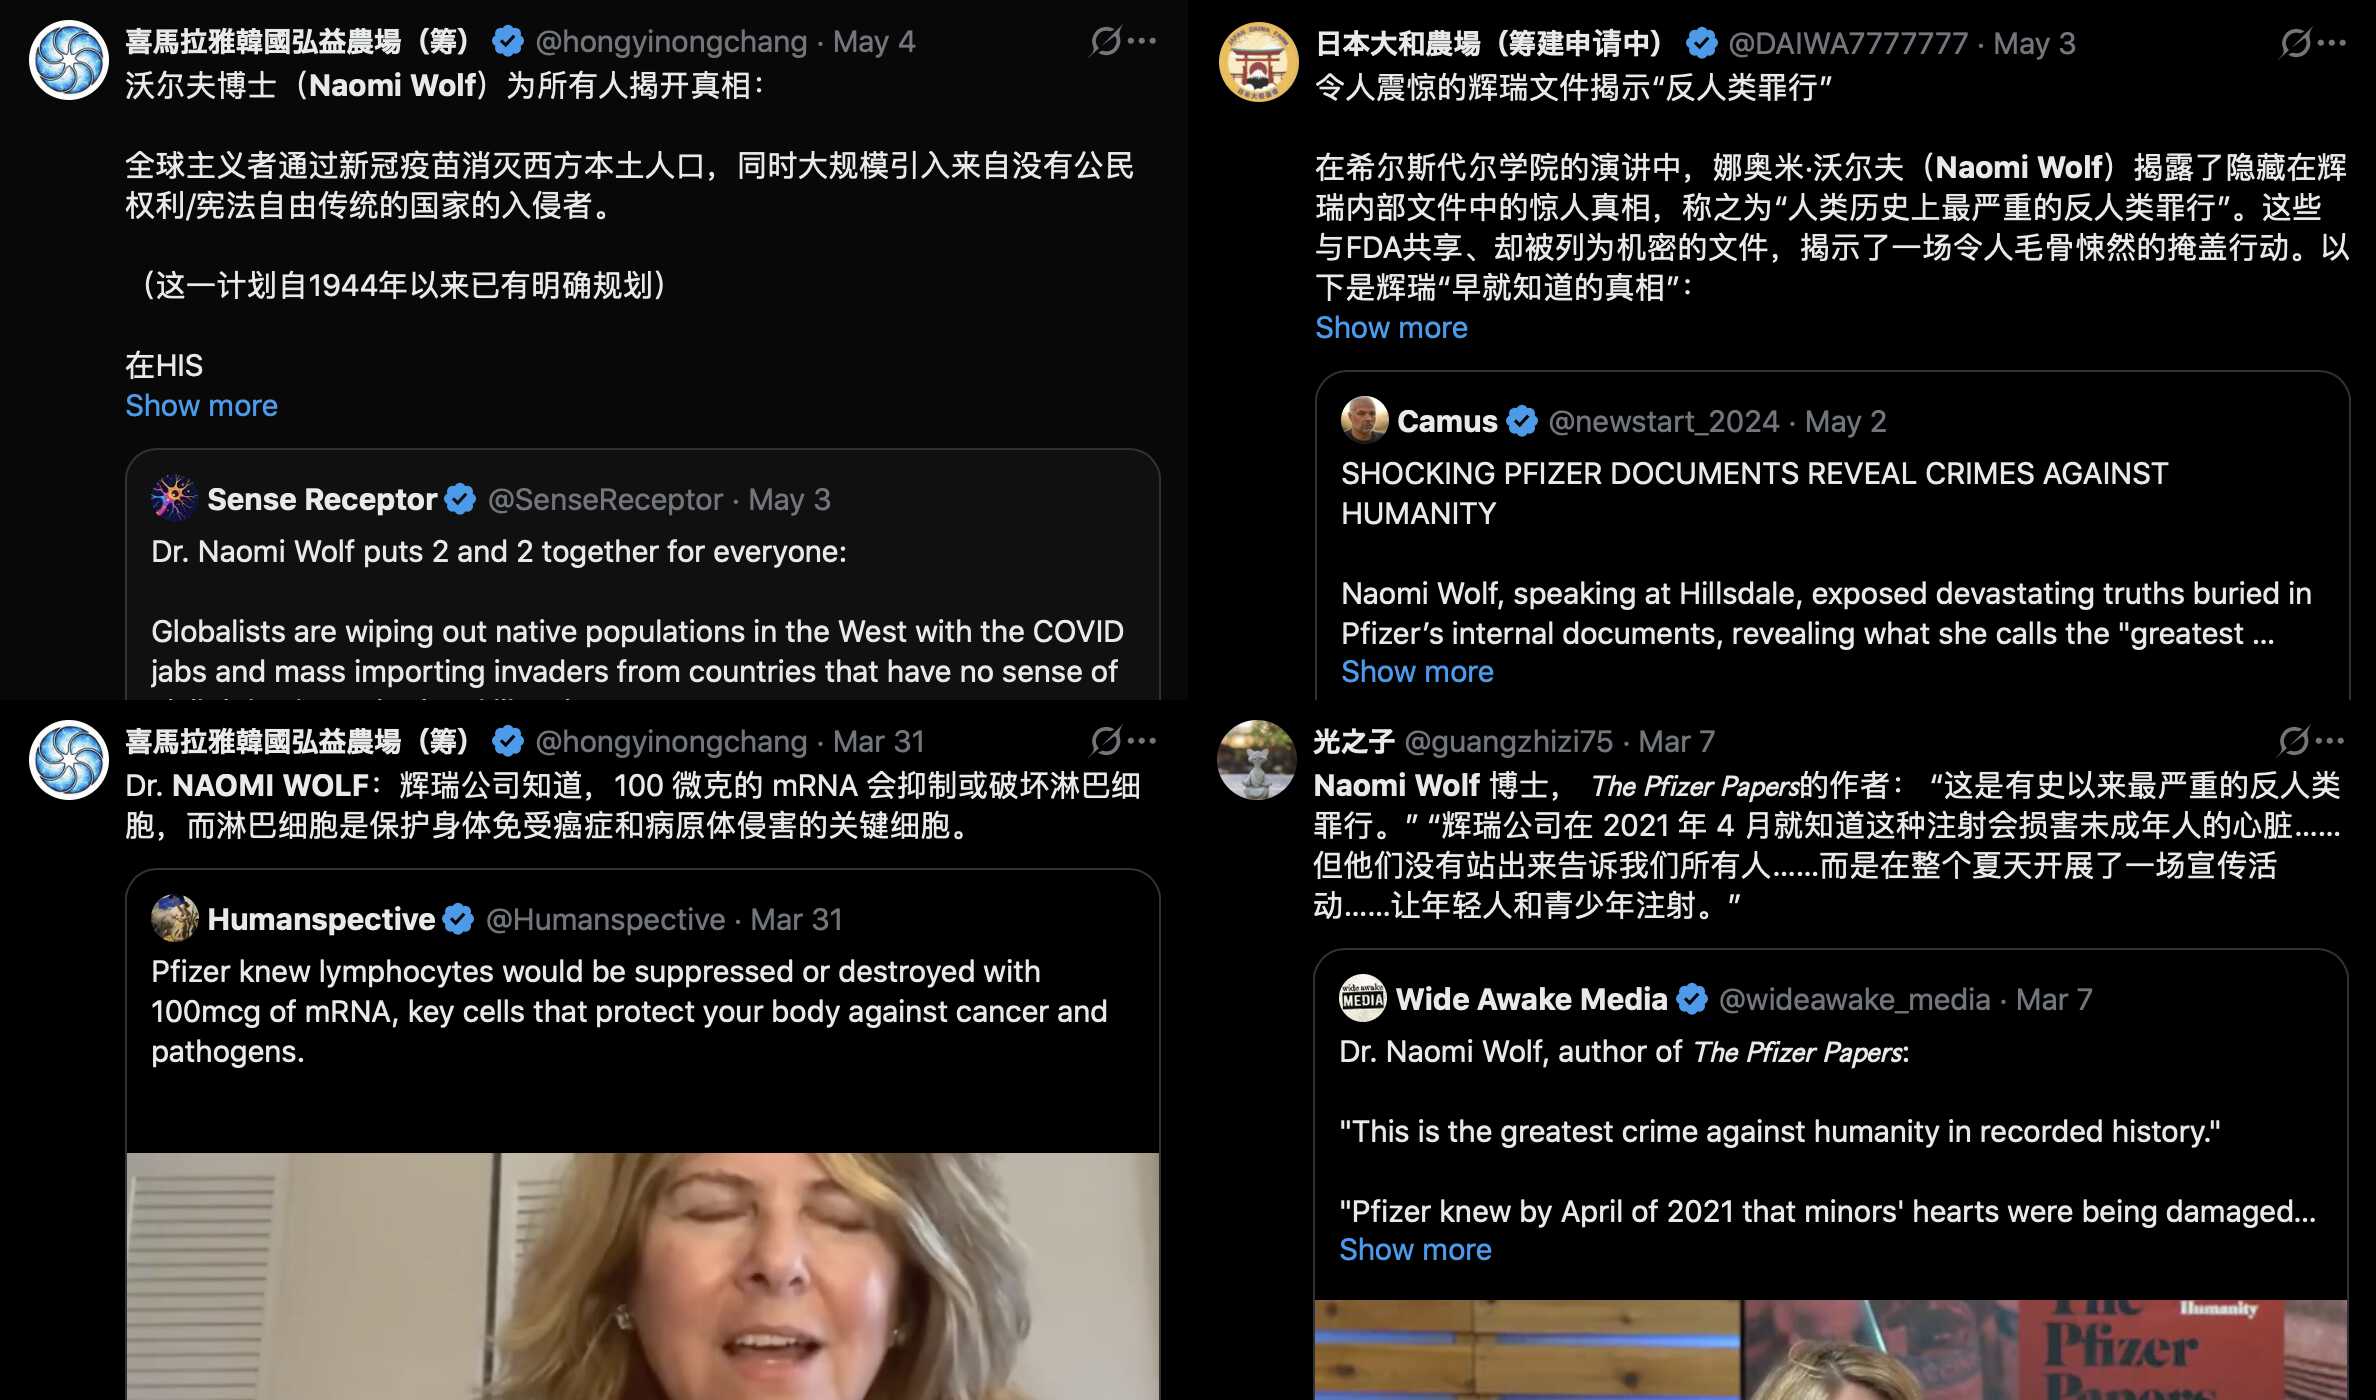 喜馬拉雅韓國弘益農場（筹） @hongyinongchang · May 4
沃尔夫博士（Naomi Wolf）为所有人揭开真相：
全球主义者通过新冠疫苗消灭西方本土人口，同时大规模引入来自没有公民
权利/宪法自由传统的国家的入侵者。
（这一计划自1944年以来已有明确规划）
在HIS
Show more
Sense Receptor @SenseReceptor · May 3
Dr. Naomi Wolf puts 2 and 2 together for everyone:
Globalists are wiping out native populations in the West with the COVID
jabs and mass importing invaders from countries that have no sense of
日本大和農場（筹建申请中） @DAIWA7777777 · May 3
令人震惊的辉瑞文件揭示“反人类罪行”
在希尔斯代尔学院的演讲中，娜奥米·沃尔夫（Naomi Wolf）揭露了隐藏在辉
瑞内部文件中的惊人真相，称之为“人类历史上最严重的反人类罪行”。这些
与FDA共享、却被列为机密的文件，揭示了一场令人毛骨悚然的掩盖行动。以
下是辉瑞“早就知道的真相”：
Show more
Camus @newstart_2024 · May 2
SHOCKING PFIZER DOCUMENTS REVEAL CRIMES AGAINST
HUMANITY
Naomi Wolf, speaking at Hillsdale, exposed devastating truths buried in
Pfizer’s internal documents, revealing what she calls the "greatest ...
Show more
喜馬拉雅韓國弘益農場（筹） @hongyinongchang · Mar 31
Dr. NAOMI WOLF：辉瑞公司知道，100 微克的 mRNA 会抑制或破坏淋巴细
胞，而淋巴细胞是保护身体免受癌症和病原体侵害的关键细胞。
Humanspective @Humanspective · Mar 31
Pfizer knew lymphocytes would be suppressed or destroyed with
100mcg of mRNA, key cells that protect your body against cancer and
pathogens.
光之子 @guangzhizi75 · Mar 7
Naomi Wolf 博士， The Pfizer Papers的作者： “这是有史以来最严重的反人类
罪行。” “辉瑞公司在 2021 年 4 月就知道这种注射会损害未成年人的心脏……
但他们没有站出来告诉我们所有人……而是在整个夏天开展了一场宣传活
动……让年轻人和青少年注射。”
wide awake
MEDIA
Wide Awake Media @wideawake_media · Mar 7
Dr. Naomi Wolf, author of The Pfizer Papers:
"This is the greatest crime against humanity in recorded history."
"Pfizer knew by April of 2021 that minors' hearts were being damaged...
Show more
Humanity
The
Pfizer
Papers